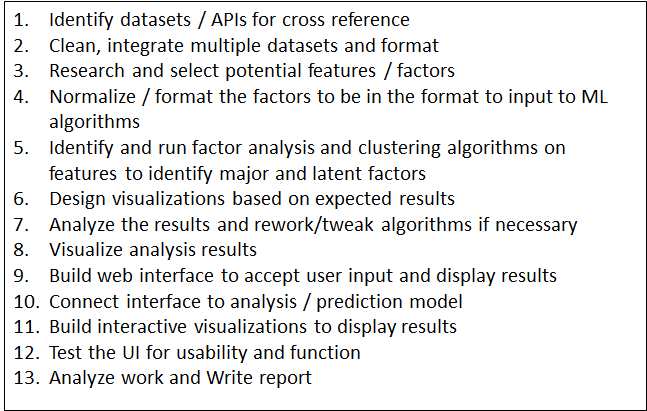 1. Identify datasets / APIs for cross reference
2. Clean, integrate multiple datasets and format
3. Research and select potential features / factors
4. Normalize / format the factors to be in the format to input to ML
algorithms
5. Identify and run factor analysis and clustering algorithms on
features to identify major and latent factors
6. Design visualizations based on expected results
7. Analyze the results and rework/tweak algorithms if necessary
8. Visualize analysis results
9. Build web interface to accept user input and display results
10. Connect interface to analysis / prediction model
11. Build interactive visualizations to display results
12. Test the UI for usability and function
13. Analyze work and Write report